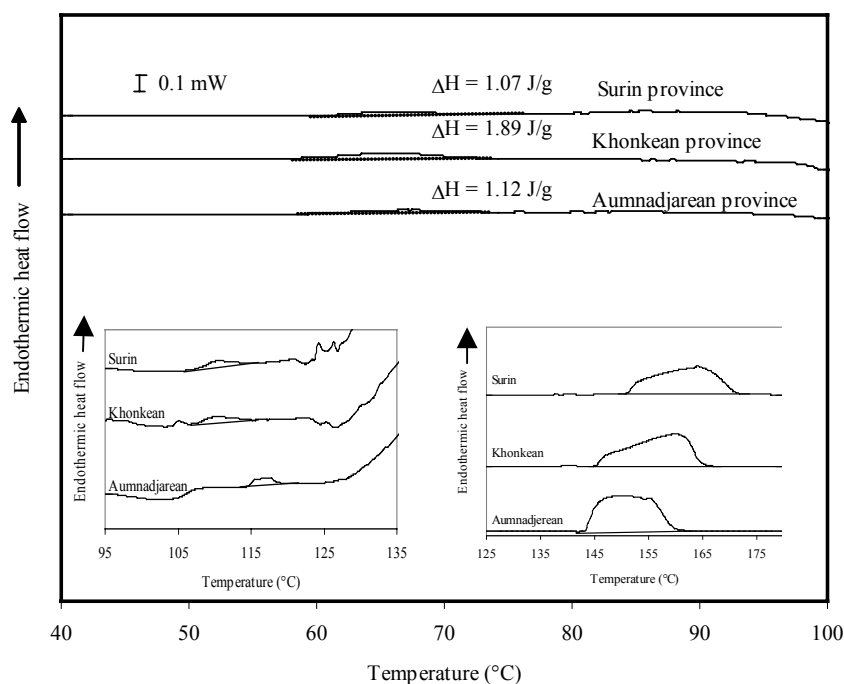 0.1 mW
ΔH = 1.07 J/g
Surin province
ΔH = 1.89 J/g
Khonkean province
ΔH = 1.12 J/g
Aumnadjarean province
Endothermic heat flow
Endothermic heat flow
Surin
Khonkean
Aumnadjarean
95 105 115 125 135
Temperature (°C)
Endothermic heat flow
Surin
Khonkean
Aumnadjerean
125 135 145 155 165 175
Temperature (°C)
40 50 60 70 80 90 100
Temperature (°C)